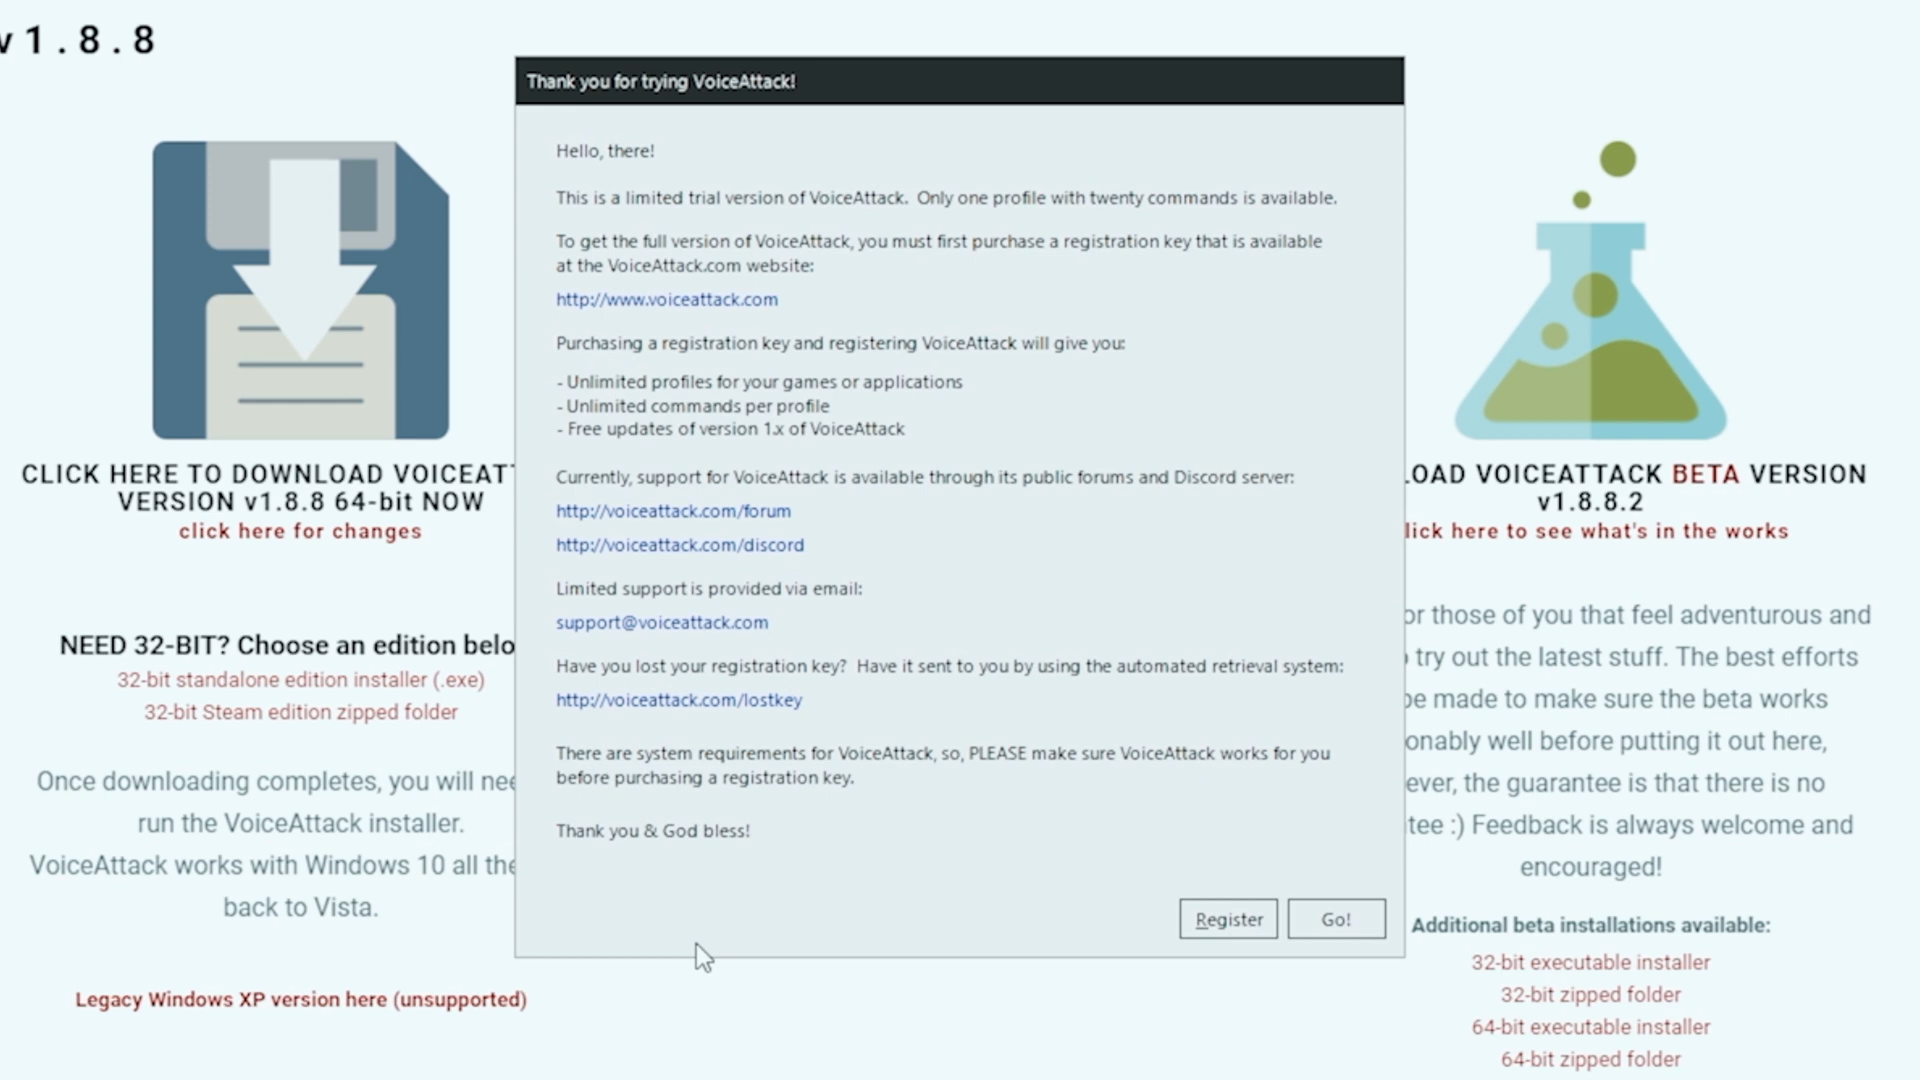 v1.8.8
Thank you for trying VoiceAttack!
Hello, there!
This is a limited trial version of VoiceAttack. Only one profile with twenty commands is available.
To get the full version of VoiceAttack, you must first purchase a registration key that is available
at the VoiceAttack.com website:
http://www.voiceattack.com
Purchasing a registration key and registering VoiceAttack will give you:
- Unlimited profiles for your games or applications
- Unlimited commands per profile
- Free updates of version 1.x of VoiceAttack
Currently, support for VoiceAttack is available through its public forums and Discord server:
http://voiceattack.com/forum
http://voiceattack.com/discord
Limited support is provided via email:
support@voiceattack.com
Have you lost your registration key? Have it sent to you by using the automated retrieval system:
http://voiceattack.com/lostkey
There are system requirements for VoiceAttack, so, PLEASE make sure VoiceAttack works for you
before purchasing a registration key.
Thank you & God bless!
Register
Go!
CLICK HERE TO DOWNLOAD VOICEAT
VERSION v1.8.8 64-bit NOW
click here for changes
NEED 32-BIT? Choose an edition belo
32-bit standalone edition installer (.exe)
32-bit Steam edition zipped folder
Once downloading completes, you will nee
run the VoiceAttack installer.
VoiceAttack works with Windows 10 all the
back to Vista.
Legacy Windows XP version here (unsupported)
LOAD VOICEATTACK BETA VERSION
v1.8.8.2
lick here to see what's in the works
or those of you that feel adventurous and
try out the latest stuff. The best efforts
be made to make sure the beta works
onably well before putting it out here,
ever, the guarantee is that there is no
tee :) Feedback is always welcome and
encouraged!
Additional beta installations available:
32-bit executable installer
32-bit zipped folder
64-bit executable installer
64-bit zipped folder